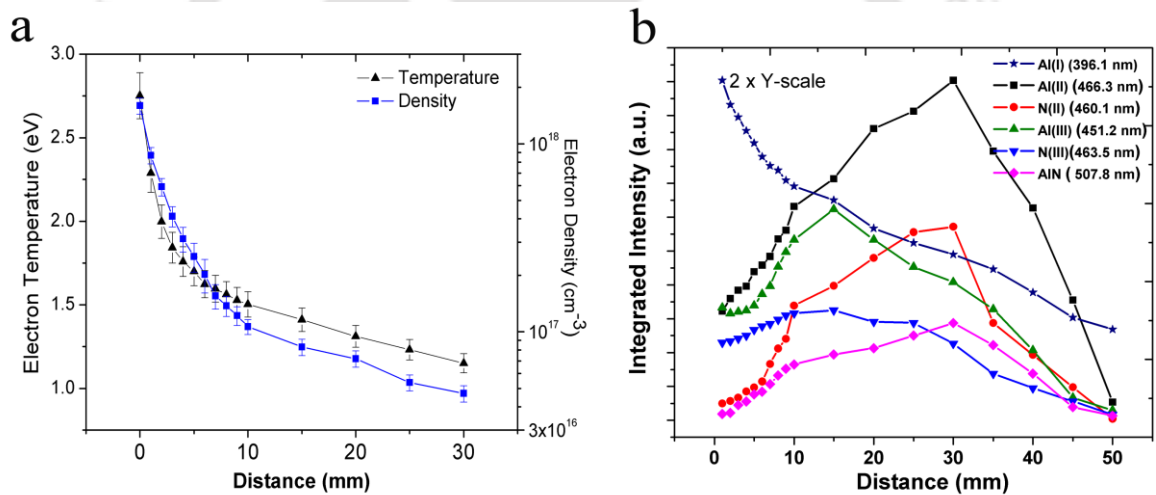 a
3.0
2.5
2.0
1.5
1.0
Electron Temperature (eV)
Temperature
Density
10^18
10^17
3x10^16
Electron Density (cm^-3)
0 10 20 30
Distance (mm)
b
2 x Y-scale
Al(I) (396.1 nm)
Al(II) (466.3 nm)
N(II) (460.1 nm)
Al(III) (451.2 nm)
N(III)(463.5 nm)
AlN ( 507.8 nm)
Integrated Intensity (a.u.)
0 10 20 30 40 50
Distance (mm)